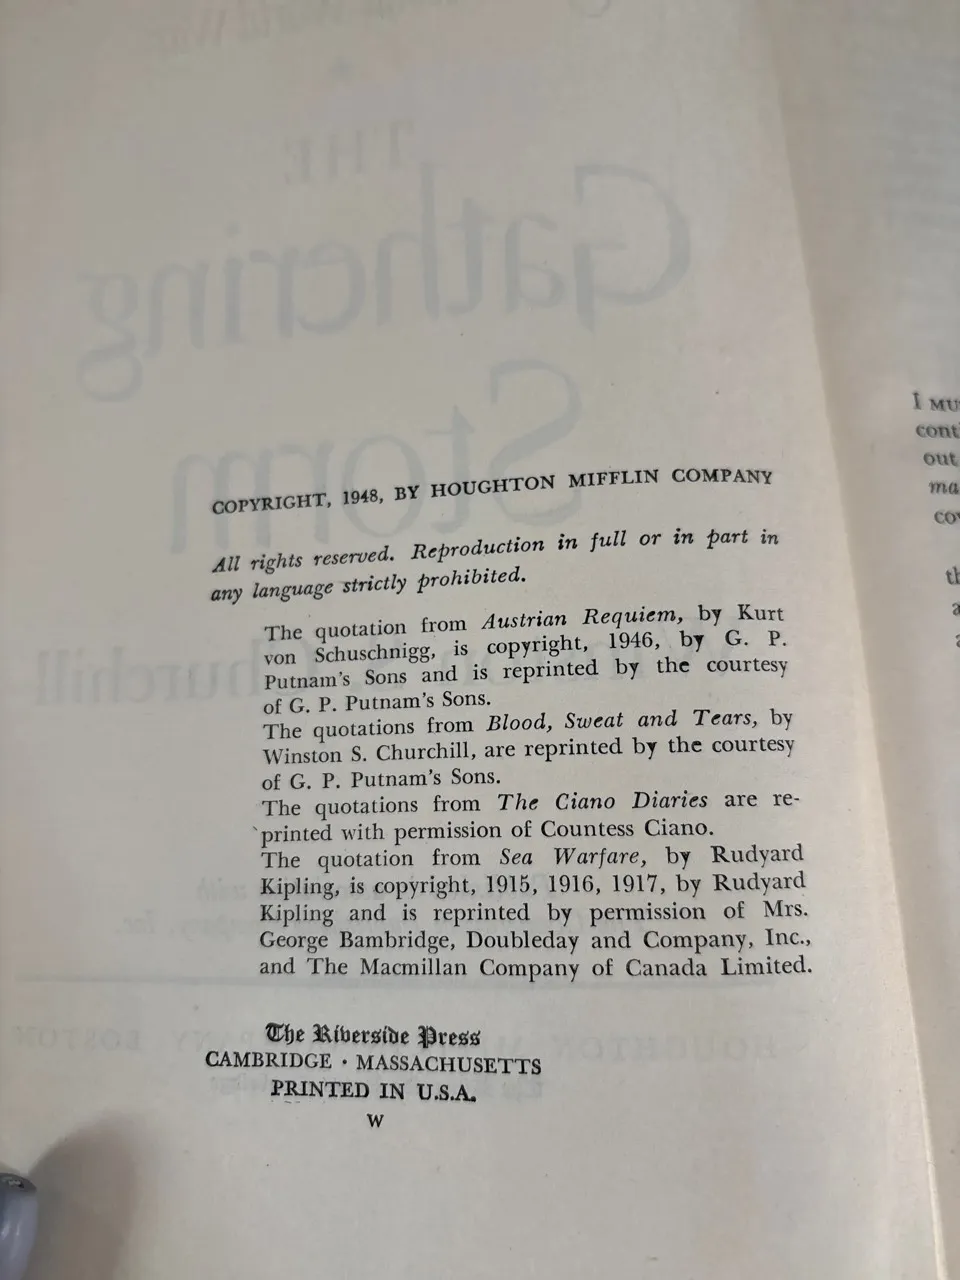 COPYRIGHT, 1948, BY HOUGHTON MIFFLIN COMPANY
All rights reserved. Reproduction in full or in part in
any language strictly prohibited.
The quotation from Austrian Requiem, by Kurt
von Schuschnigg, is copyright, 1946, by G. P.
Putnam's Sons and is reprinted by the courtesy
of G. P. Putnam's Sons.
The quotations from Blood, Sweat and Tears, by
Winston S. Churchill, are reprinted by the courtesy
of G. P. Putnam's Sons.
The quotations from The Ciano Diaries are re-
printed with permission of Countess Ciano.
The quotation from Sea Warfare, by Rudyard
Kipling, is copyright, 1915, 1916, 1917, by Rudyard
Kipling and is reprinted by permission of Mrs.
George Bambridge, Doubleday and Company, Inc.,
and The Macmillan Company of Canada Limited.
The Riverside Press
CAMBRIDGE · MASSACHUSETTS
PRINTED IN U.S.A.
W
THE
Gathering
Storm
Churchill
I
out